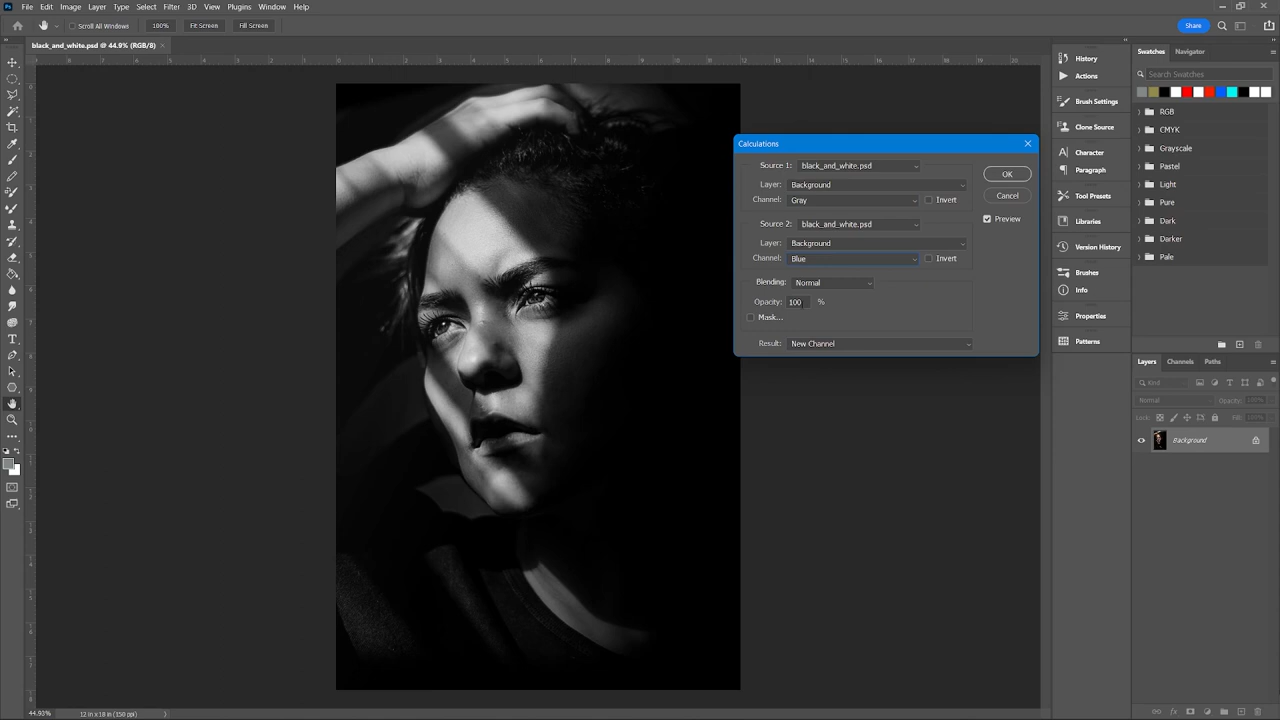 Ps File Edit Image Layer Type Select Filter 3D View Plugins Window Help
Scroll All Windows 100% Fit Screen Fill Screen Share
black_and_white.psd @ 44.9% (RGB/8) ×
Calculations
Source 1: black_and_white.psd
Layer: Background
Channel: Gray Invert
Source 2: black_and_white.psd
Layer: Background
Channel: Blue Invert
Blending: Normal
Opacity: 100 %
Mask...
Result: New Channel
OK
Cancel
Preview
History
Actions
Brush Settings
Clone Source
Character
Paragraph
Tool Presets
Libraries
Version History
Brushes
Info
Properties
Patterns
Swatches Navigator
Search Swatches
RGB
CMYK
Grayscale
Pastel
Light
Pure
Dark
Darker
Pale
Layers Channels Paths
Kind
Normal Opacity: 100%
Lock: Fill: 100%
Background
44.93% 12 in x 18 in (150 ppi)